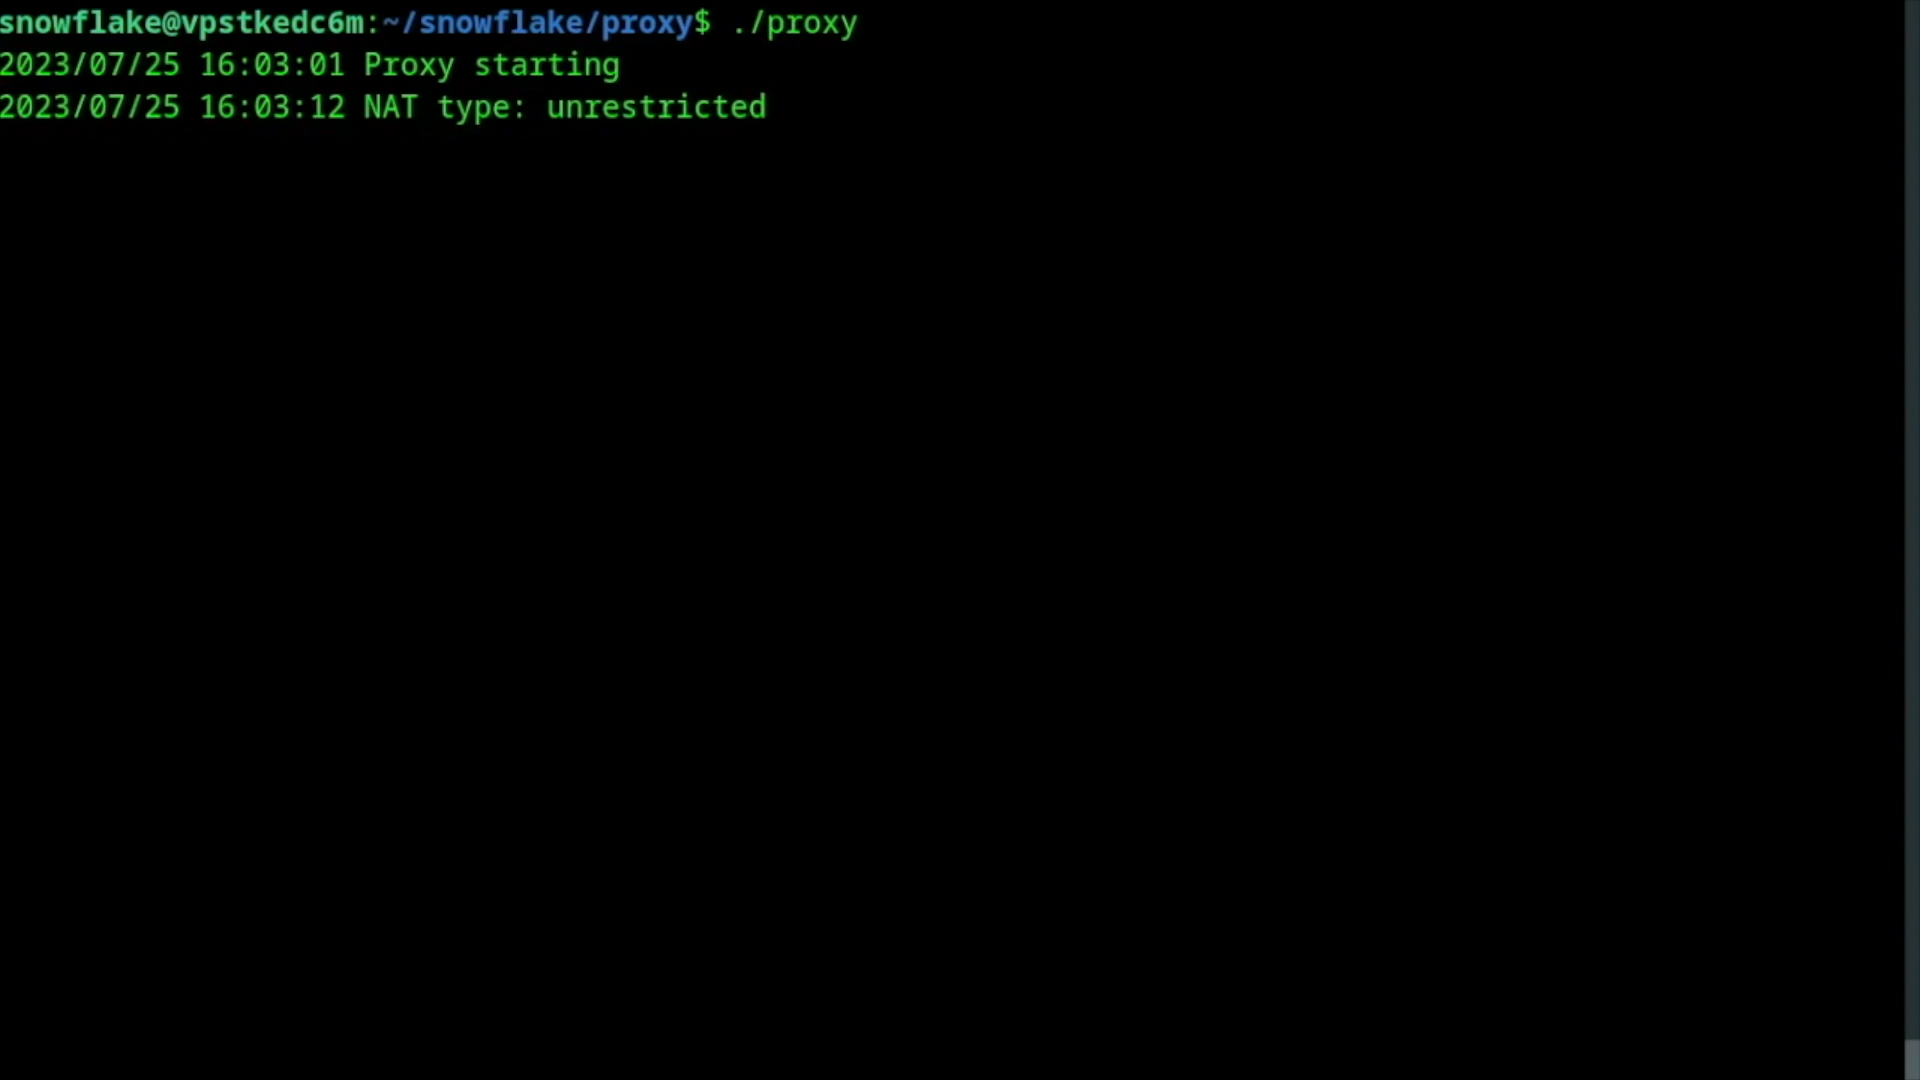 snowflake@vpstkedc6m:~/snowflake/proxy$ ./proxy
2023/07/25 16:03:01 Proxy starting
2023/07/25 16:03:12 NAT type: unrestricted